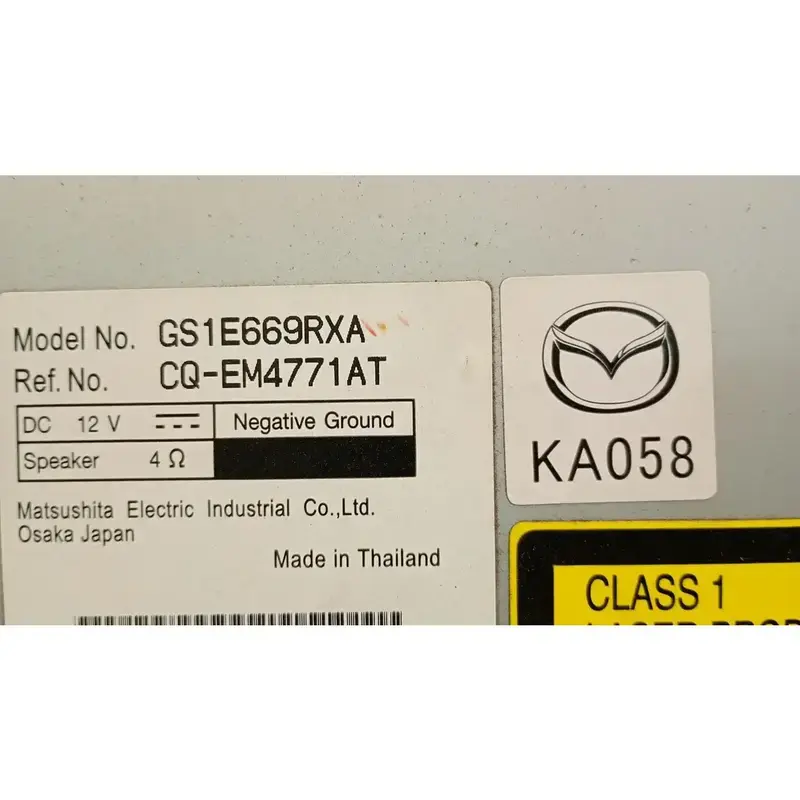 Model No. GS1E669RXA
Ref. No. CQ-EM4771AT
DC 12 V Negative Ground
Speaker 4 Ω
Matsushita Electric Industrial Co.,Ltd.
Osaka Japan
Made in Thailand
KA058
CLASS 1